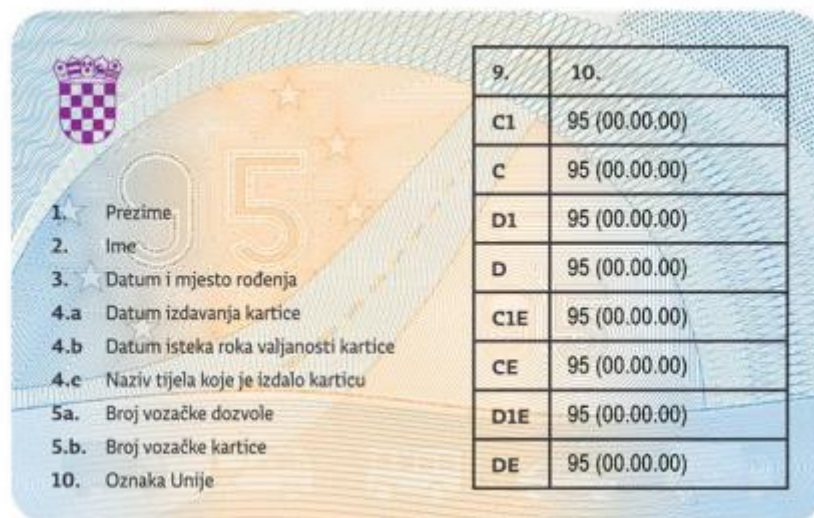 95
1. Prezime
2. Ime
3. Datum i mjesto rođenja
4.a Datum izdavanja kartice
4.b Datum isteka roka valjanosti kartice
4.c Naziv tijela koje je izdalo karticu
5a. Broj vozačke dozvole
5.b. Broj vozačke kartice
10. Oznaka Unije
9. 10.
C1 95 (00.00.00)
C 95 (00.00.00)
D1 95 (00.00.00)
D 95 (00.00.00)
C1E 95 (00.00.00)
CE 95 (00.00.00)
D1E 95 (00.00.00)
DE 95 (00.00.00)